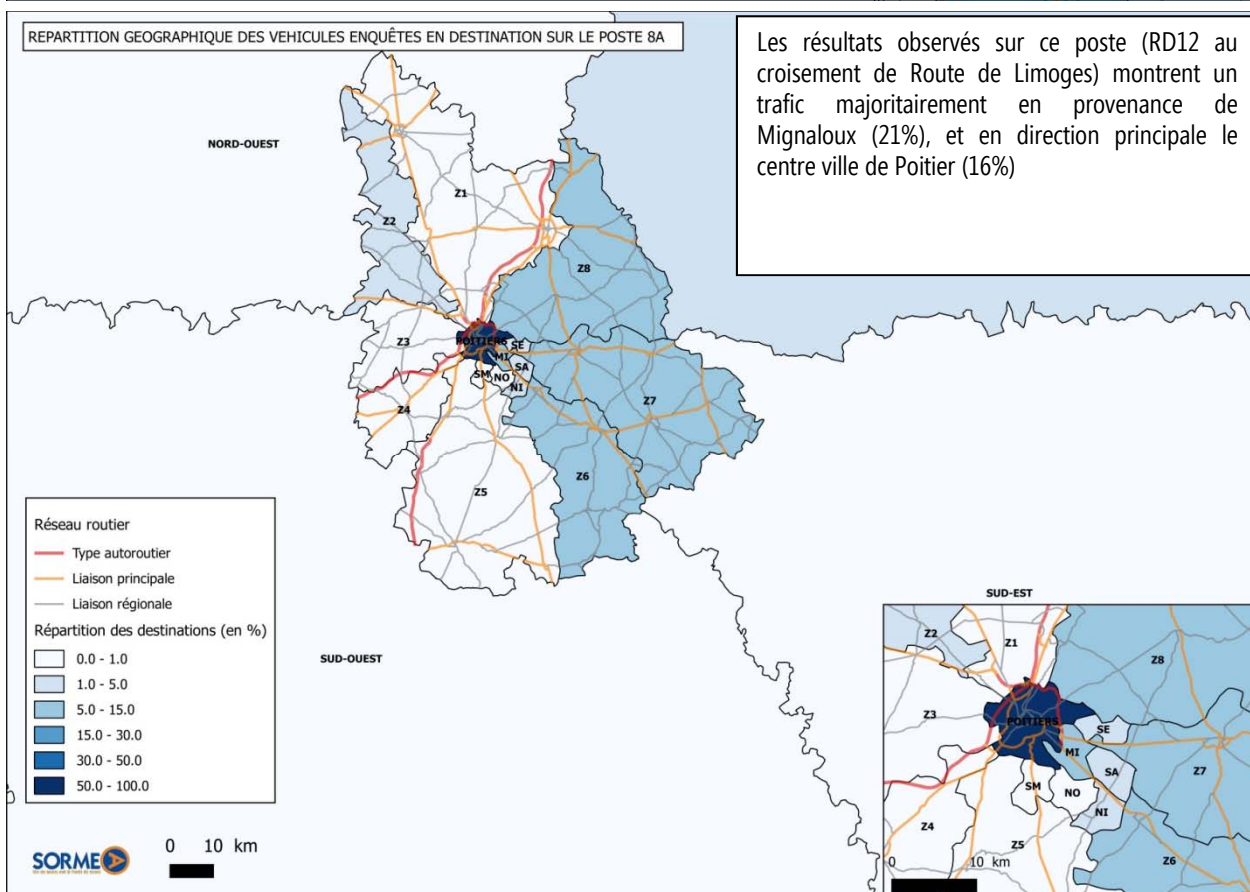 REPARTITION GEOGRAPHIQUE DES VEHICULES ENQUÊTES EN DESTINATION SUR LE POSTE 8A
Les résultats observés sur ce poste (RD12 au
croisement de Route de Limoges) montrent un
trafic majoritairement en provenance de
Mignaloux (21%), et en direction principale le
centre ville de Poitier (16%)
NORD-OUEST
Z1
Z2
Z8
Z3
POITIERS
SE
MI
SA
SM
NO
NI
Z4
Z7
Z6
Z5
Réseau routier
Type autoroutier
Liaison principale
Liaison régionale
Répartition des destinations (en %)
0.0 - 1.0
1.0 - 5.0
5.0 - 15.0
15.0 - 30.0
30.0 - 50.0
50.0 - 100.0
SUD-OUEST
SUD-EST
Z2
Z1
Z8
Z3
POITIERS
SE
MI
SA
Z7
SM
NO
NI
Z4
Z5
Z6
0 10 km
SORMEA
0 10 km